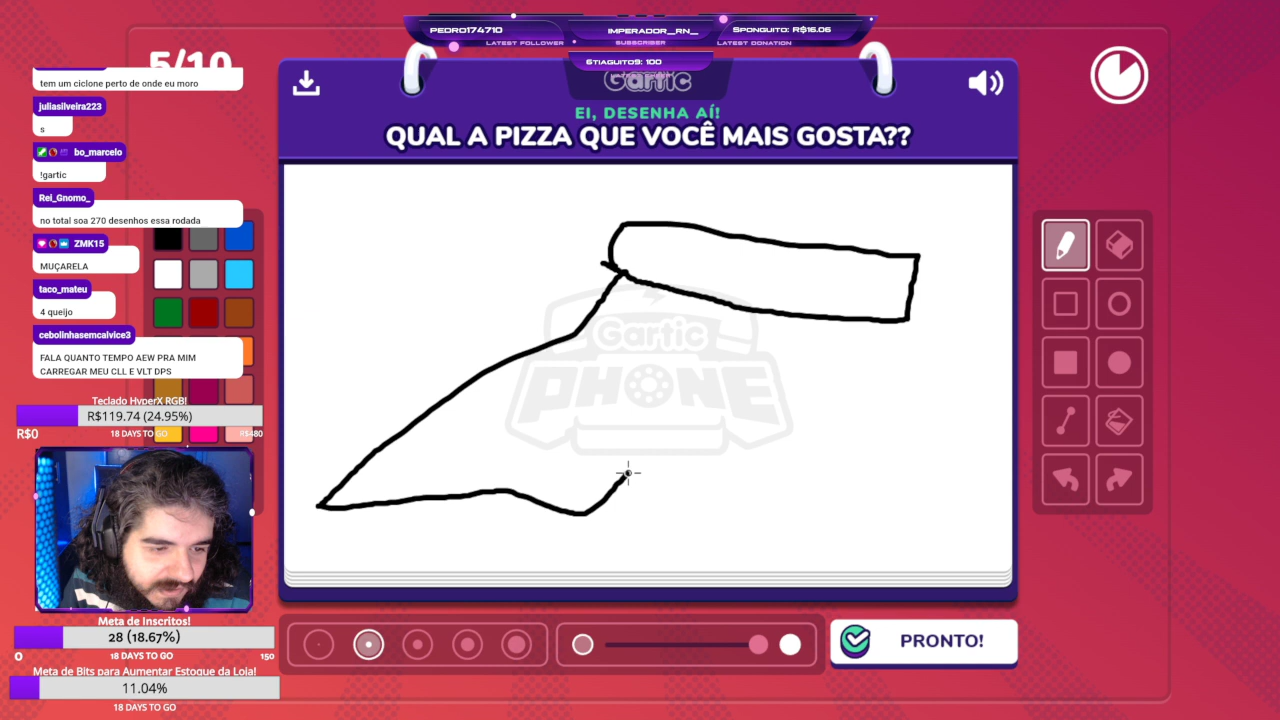 PEDRO174710
LATEST FOLLOWER
IMPERADOR_RN_
SUBSCRIBER
SPONGUITO: R$16.06
LATEST DONATION
6TIAGUITO9: 100
5/10
Gartic
EI, DESENHA AÍ!
QUAL A PIZZA QUE VOCÊ MAIS GOSTA??
tem um ciclone perto de onde eu moro
juliasilveira223
s
bo_marcelo
!gartic
Rei_Gnomo_
no total soa 270 desenhos essa rodada
ZMK15
MUÇARELA
taco_mateu
4 queijo
cebolinhasemcalvice3
FALA QUANTO TEMPO AEW PRA MIM
CARREGAR MEU CLL E VLT DPS
Teclado HyperX RGB!
R$119.74 (24.95%)
R$0
18 DAYS TO GO
R$480
Gartic
PHONE
Meta de Inscritos!
28 (18.67%)
0
18 DAYS TO GO
150
Meta de Bits para Aumentar Estoque da Loja!
11.04%
18 DAYS TO GO
PRONTO!